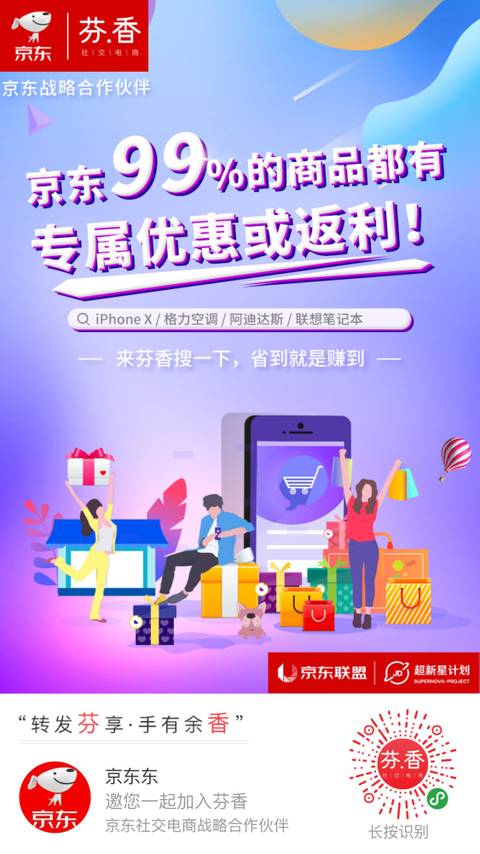 京东
芬.香
社|交|电|商
京东战略合作伙伴
京东99%的商品都有
专属优惠或返利!
iPhone X / 格力空调 / 阿迪达斯 / 联想笔记本
来芬香搜一下，省到就是赚到
京东联盟
JD
超新星计划
SUPERNOVA-PROJECT
“转发芬享·手有余香”
京东
京东东
邀您一起加入芬香
京东社交电商战略合作伙伴
芬.香
社|交|电|商
长按识别